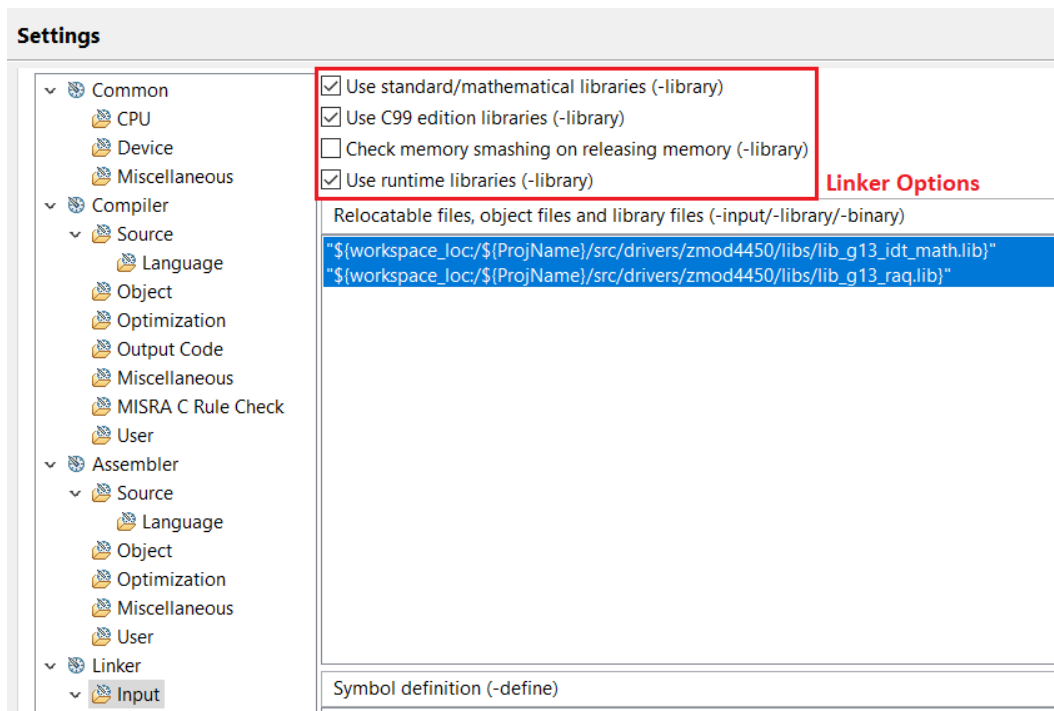 Settings
Common
CPU
Device
Miscellaneous
Compiler
Source
Language
Object
Optimization
Output Code
Miscellaneous
MISRA C Rule Check
User
Assembler
Source
Language
Object
Optimization
Miscellaneous
User
Linker
Input
Use standard/mathematical libraries (-library)
Use C99 edition libraries (-library)
Check memory smashing on releasing memory (-library)
Use runtime libraries (-library)
Linker Options
Relocatable files, object files and library files (-input/-library/-binary)
"${workspace_loc:/${ProjName}/src/drivers/zmod4450/libs/lib_g13_idt_math.lib}"
"${workspace_loc:/${ProjName}/src/drivers/zmod4450/libs/lib_g13_raq.lib}"
Symbol definition (-define)